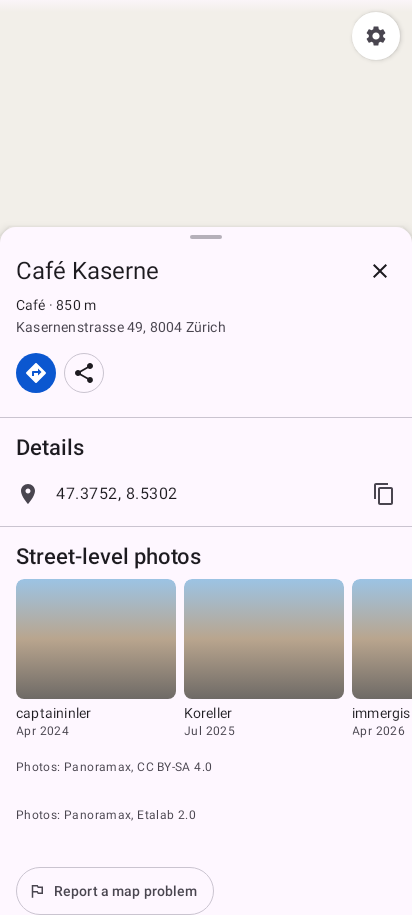 Café Kaserne
Café · 850 m
Kasernenstrasse 49, 8004 Zürich
Details
47.3752, 8.5302
Street-level photos
captaininler
Koreller
immergis
Apr 2024
Jul 2025
Apr 2026
Photos: Panoramax, CC BY-SA 4.0
Photos: Panoramax, Etalab 2.0
Report a map problem